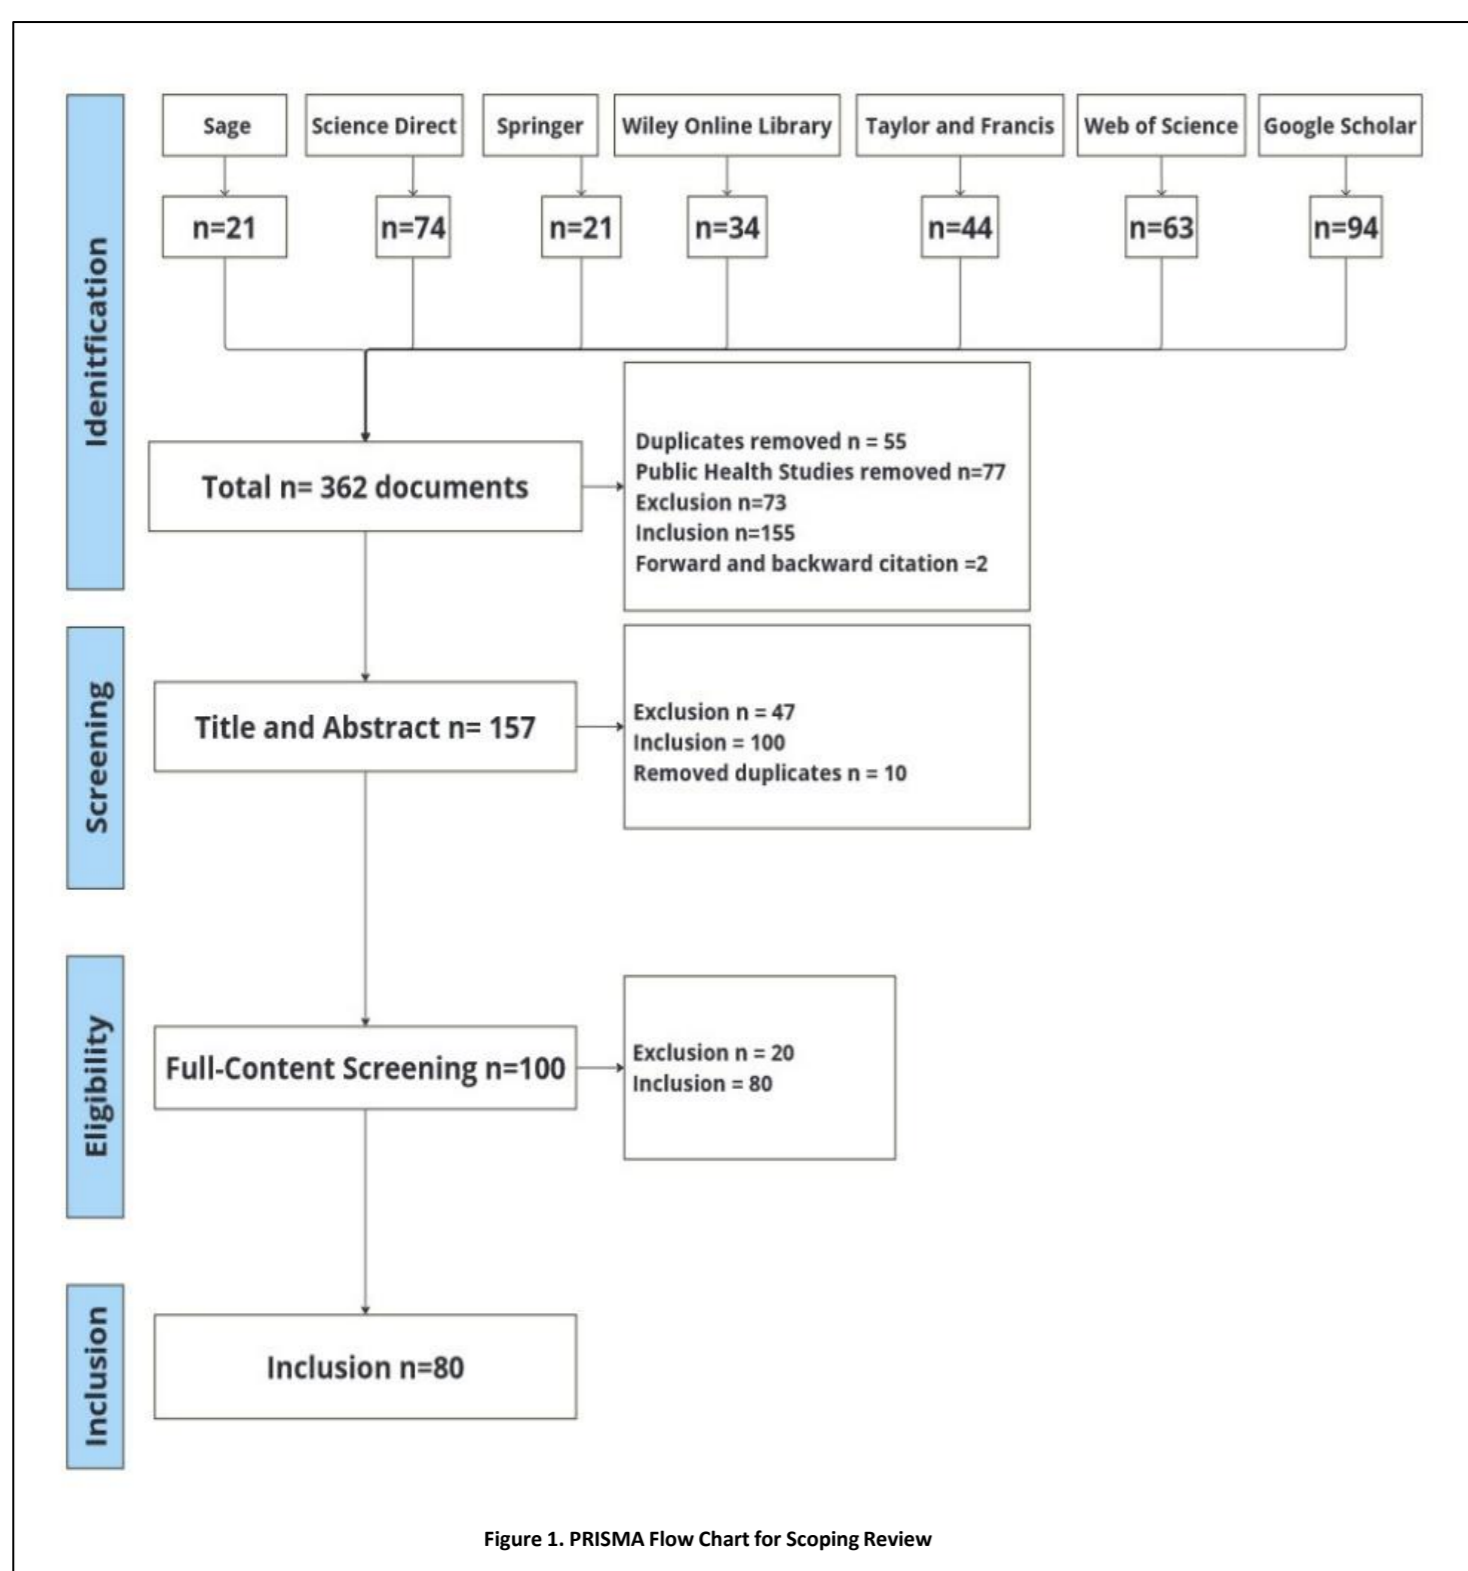 Idenitfication
Sage
Science Direct
Springer
Wiley Online Library
Taylor and Francis
Web of Science
Google Scholar
n=21
n=74
n=21
n=34
n=44
n=63
n=94
Total n= 362 documents
Duplicates removed n = 55
Public Health Studies removed n=77
Exclusion n=73
Inclusion n=155
Forward and backward citation =2
Screening
Title and Abstract n= 157
Exclusion n = 47
Inclusion = 100
Removed duplicates n = 10
Eligibility
Full-Content Screening n=100
Exclusion n = 20
Inclusion = 80
Inclusion
Inclusion n=80
Figure 1. PRISMA Flow Chart for Scoping Review